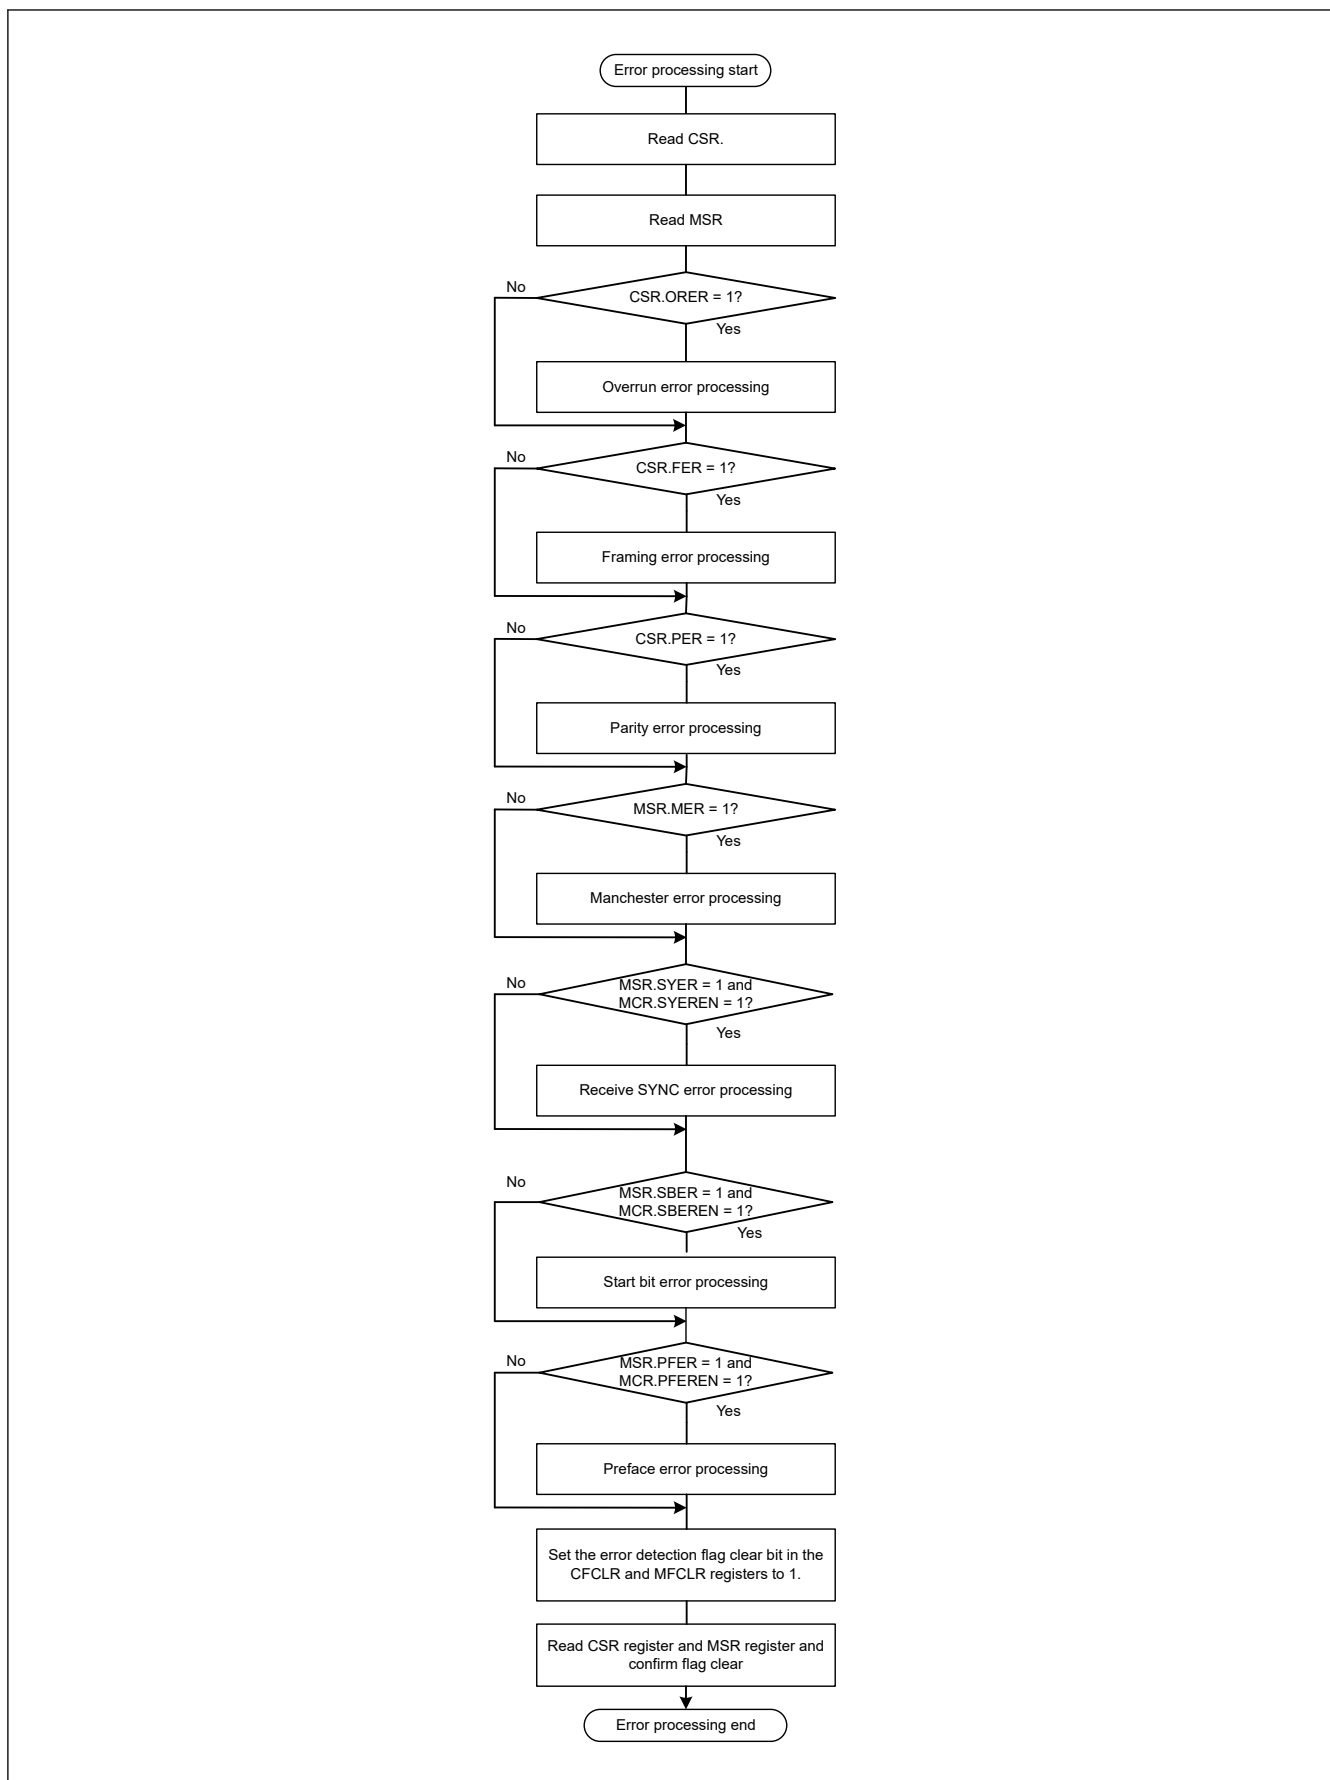 Error processing start
Read CSR.
Read MSR
No
CSR.ORER = 1?
Yes
Overrun error processing
No
CSR.FER = 1?
Yes
Framing error processing
No
CSR.PER = 1?
Yes
Parity error processing
No
MSR.MER = 1?
Yes
Manchester error processing
No
MSR.SYER = 1 and
MCR.SYEREN = 1?
Yes
Receive SYNC error processing
No
MSR.SBER = 1 and
MCR.SBEREN = 1?
Yes
Start bit error processing
No
MSR.PFER = 1 and
MCR.PFEREN = 1?
Yes
Preface error processing
Set the error detection flag clear bit in the
CFCLR and MFCLR registers to 1.
Read CSR register and MSR register and
confirm flag clear
Error processing end